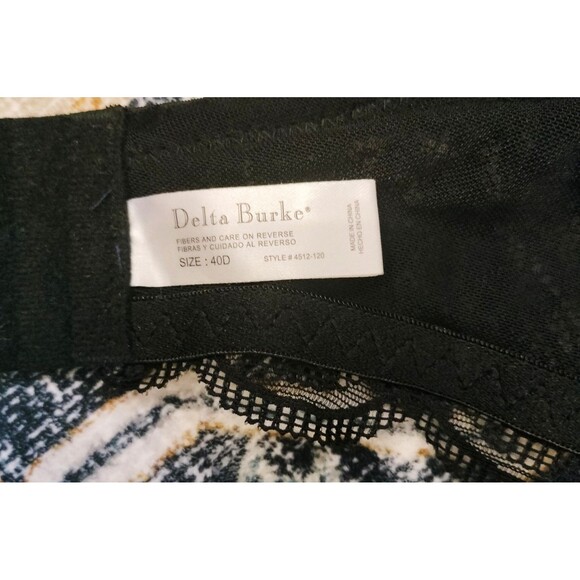 Delta Burke®
FIBERS AND CARE ON REVERSE
FIBRAS Y CUIDADO AL REVERSO
SIZE : 40D
STYLE # 4512-120
MADE IN CHINA
HECHO EN CHINA